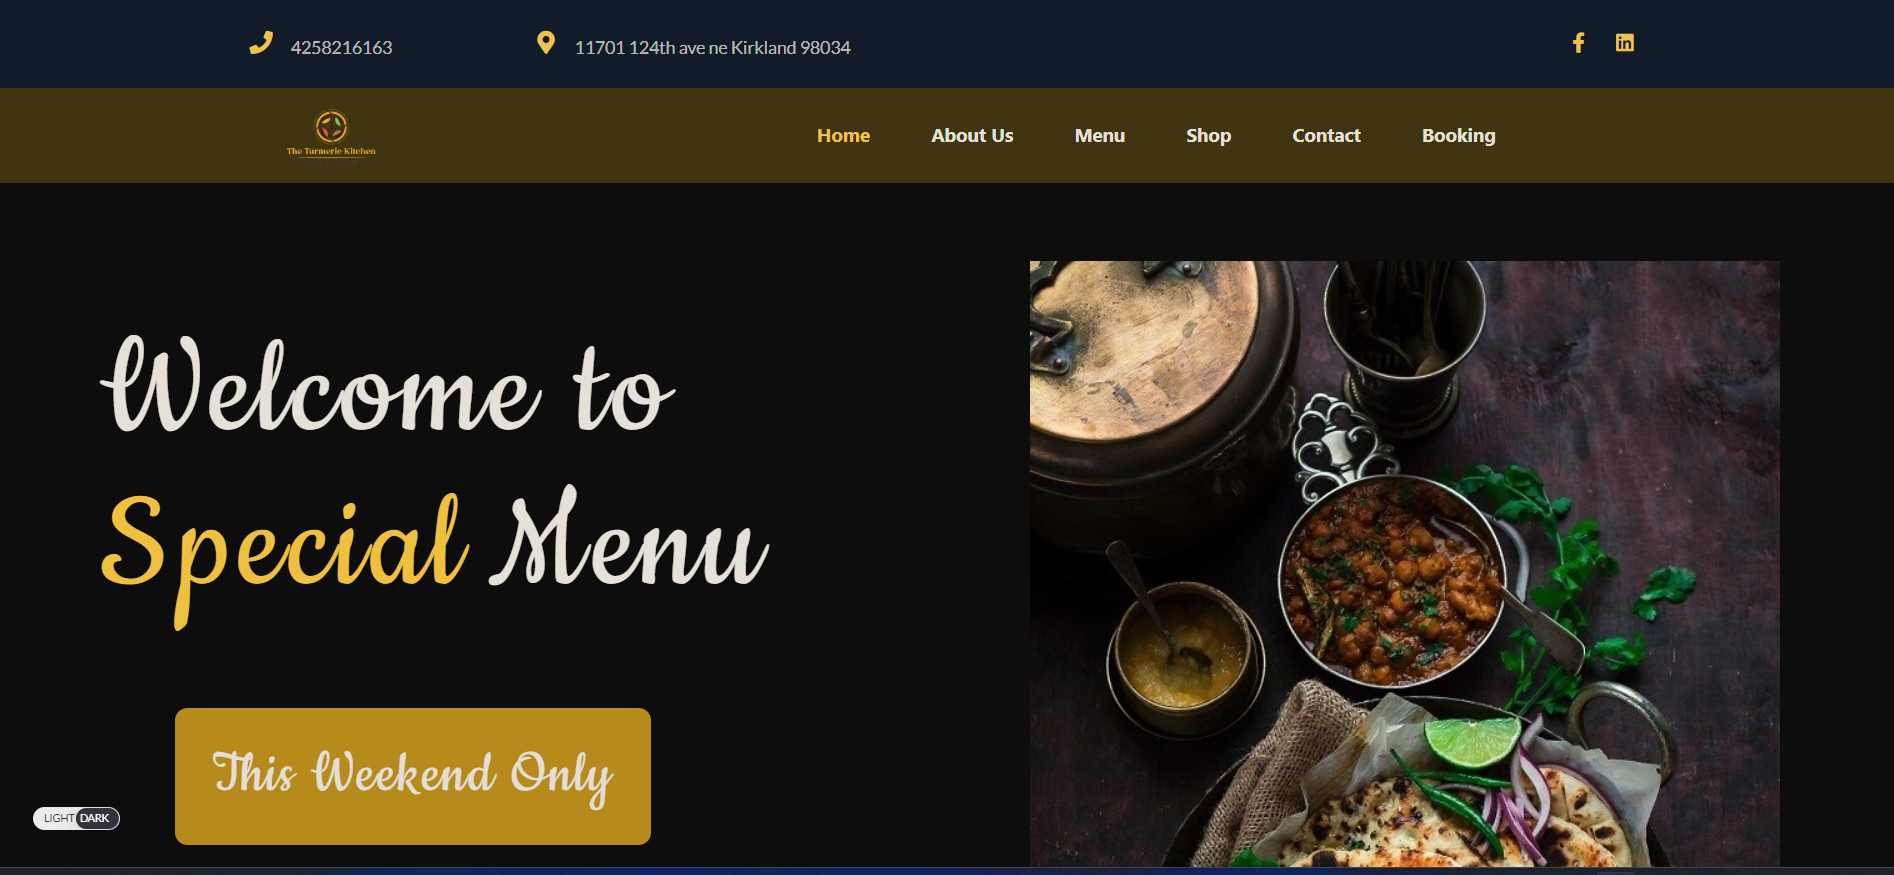 4258216163
11701 124th ave ne Kirkland 98034
The Turmeric Kitchen
Home About Us Menu Shop Contact Booking
Welcome to
Special Menu
This Weekend Only
LIGHT DARK